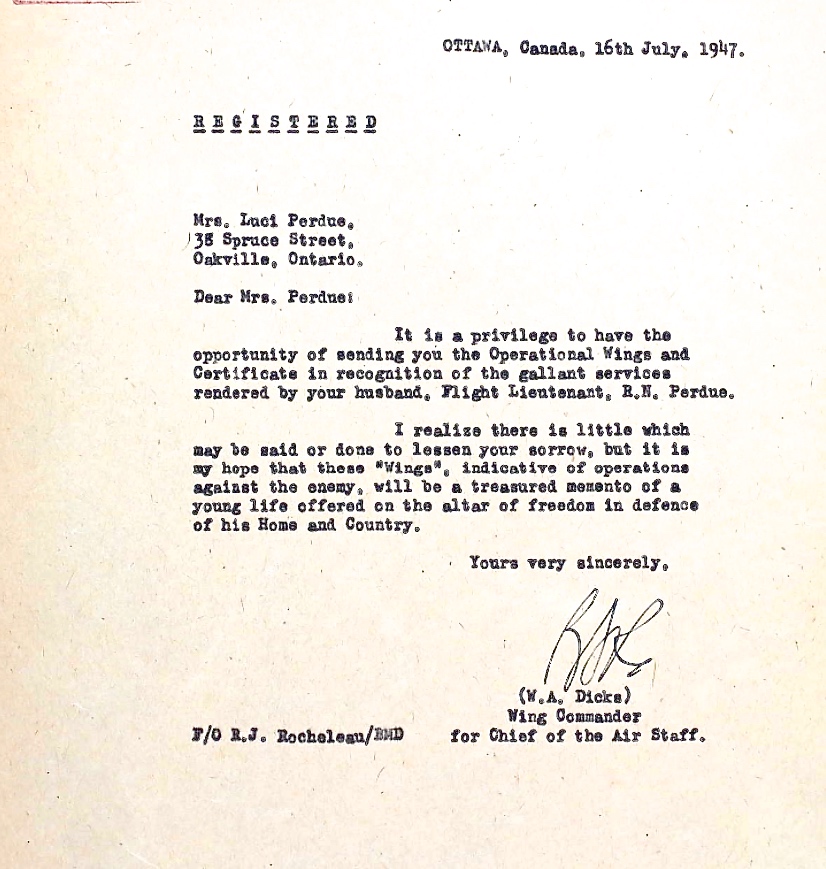 OTTAWA, Canada, 16th July, 1947.
REGISTERED
Mrs. Luci Perdue,
38 Spruce Street,
Oakville, Ontario.
Dear Mrs. Perdue:
It is a privilege to have the
opportunity of sending you the Operational Wings and
Certificate in recognition of the gallant services
rendered by your husband, Flight Lieutenant, R.N. Perdue.
I realize there is little which
may be said or done to lessen your sorrow, but it is
my hope that these "Wings", indicative of operations
against the enemy, will be a treasured memento of a
young life offered on the altar of freedom in defence
of his Home and Country.
Yours very sincerely,
(W.A. Dicks)
Wing Commander
F/O R.J. Rocheleau/BMD for Chief of the Air Staff.